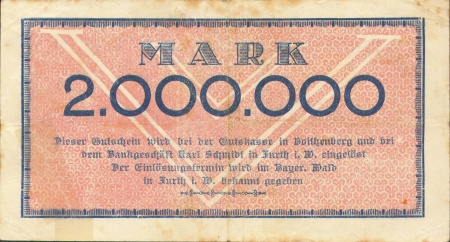 MARK
2.000.000
Dieser Gutschein wird bei der Gutskasse in Voithenberg und bei
dem Bankgeschäft Karl Schmidt in Furth i. W. eingelöst
Der Einlösungstermin wird im Bayer. Wald
in Furth i. W. bekannt gegeben